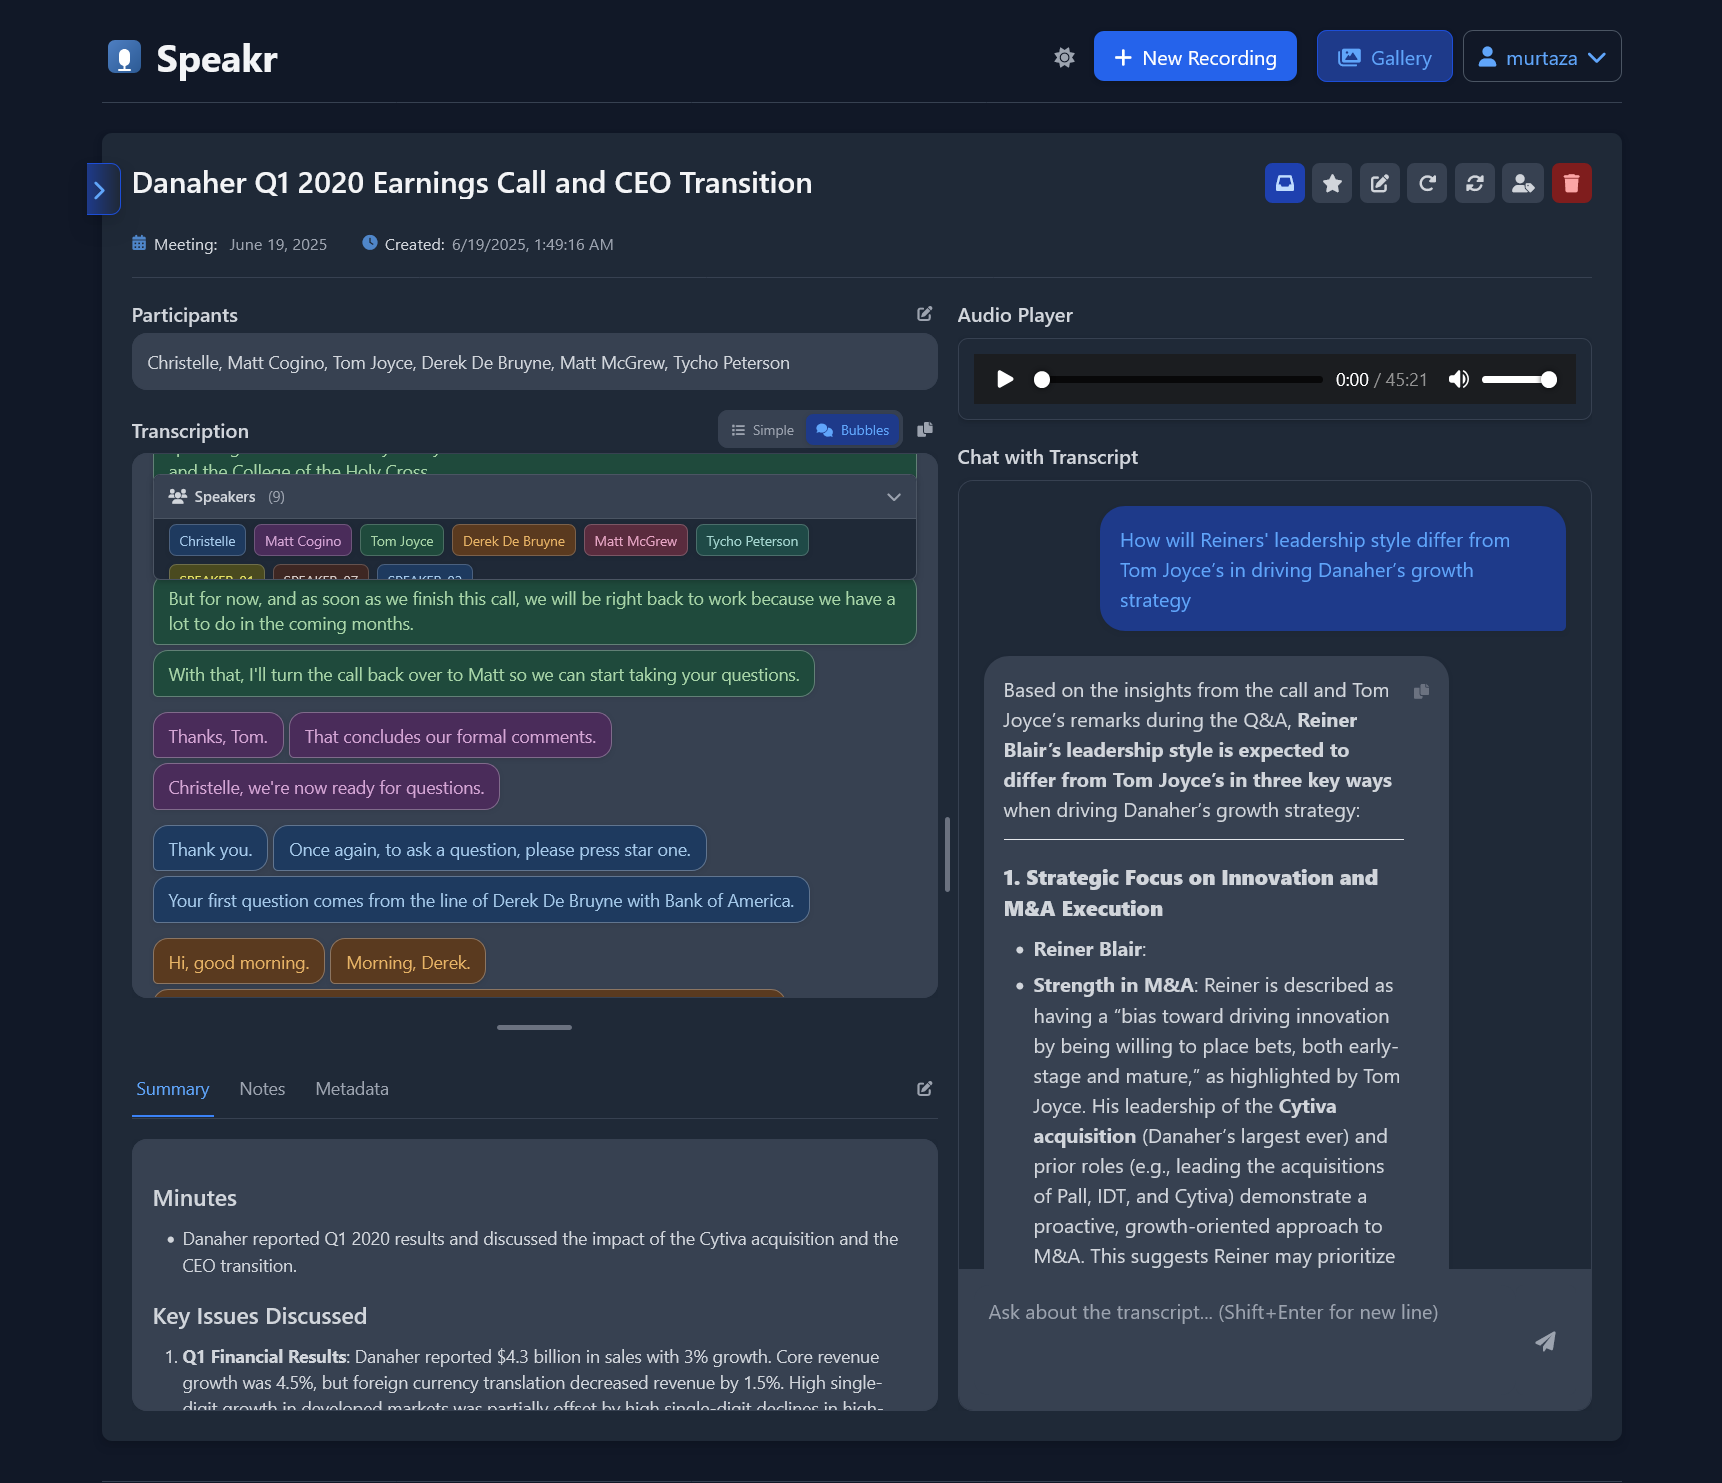 Speakr
New Recording
Gallery
murtaza
Danaher Q1 2020 Earnings Call and CEO Transition
Meeting: June 19, 2025
Created: 6/19/2025, 1:49:16 AM
Participants
Christelle, Matt Cogino, Tom Joyce, Derek De Bruyne, Matt McGrew, Tycho Peterson
Transcription
Simple
Bubbles
and the College of the Holy Cross.
Speakers (9)
Christelle
Matt Cogino
Tom Joyce
Derek De Bruyne
Matt McGrew
Tycho Peterson
But for now, and as soon as we finish this call, we will be right back to work because we have a
lot to do in the coming months.
With that, I'll turn the call back over to Matt so we can start taking your questions.
Thanks, Tom.
That concludes our formal comments.
Christelle, we're now ready for questions.
Thank you.
Once again, to ask a question, please press star one.
Your first question comes from the line of Derek De Bruyne with Bank of America.
Hi, good morning.
Morning, Derek.
Summary
Notes
Metadata
Minutes
• Danaher reported Q1 2020 results and discussed the impact of the Cytiva acquisition and the
CEO transition.
Key Issues Discussed
1. Q1 Financial Results: Danaher reported $4.3 billion in sales with 3% growth. Core revenue
growth was 4.5%, but foreign currency translation decreased revenue by 1.5%. High single-
digit growth in developed markets was partially offset by high single-digit declines in high-
Audio Player
0:00 / 45:21
Chat with Transcript
How will Reiners' leadership style differ from
Tom Joyce’s in driving Danaher’s growth
strategy
Based on the insights from the call and Tom
Joyce’s remarks during the Q&A, Reiner
Blair’s leadership style is expected to
differ from Tom Joyce’s in three key ways
when driving Danaher’s growth strategy:
1. Strategic Focus on Innovation and
M&A Execution
• Reiner Blair:
• Strength in M&A: Reiner is described as
having a “bias toward driving innovation
by being willing to place bets, both early-
stage and mature,” as highlighted by Tom
Joyce. His leadership of the Cytiva
acquisition (Danaher’s largest ever) and
prior roles (e.g., leading the acquisitions
of Pall, IDT, and Cytiva) demonstrate a
proactive, growth-oriented approach to
M&A. This suggests Reiner may prioritize
Ask about the transcript... (Shift+Enter for new line)